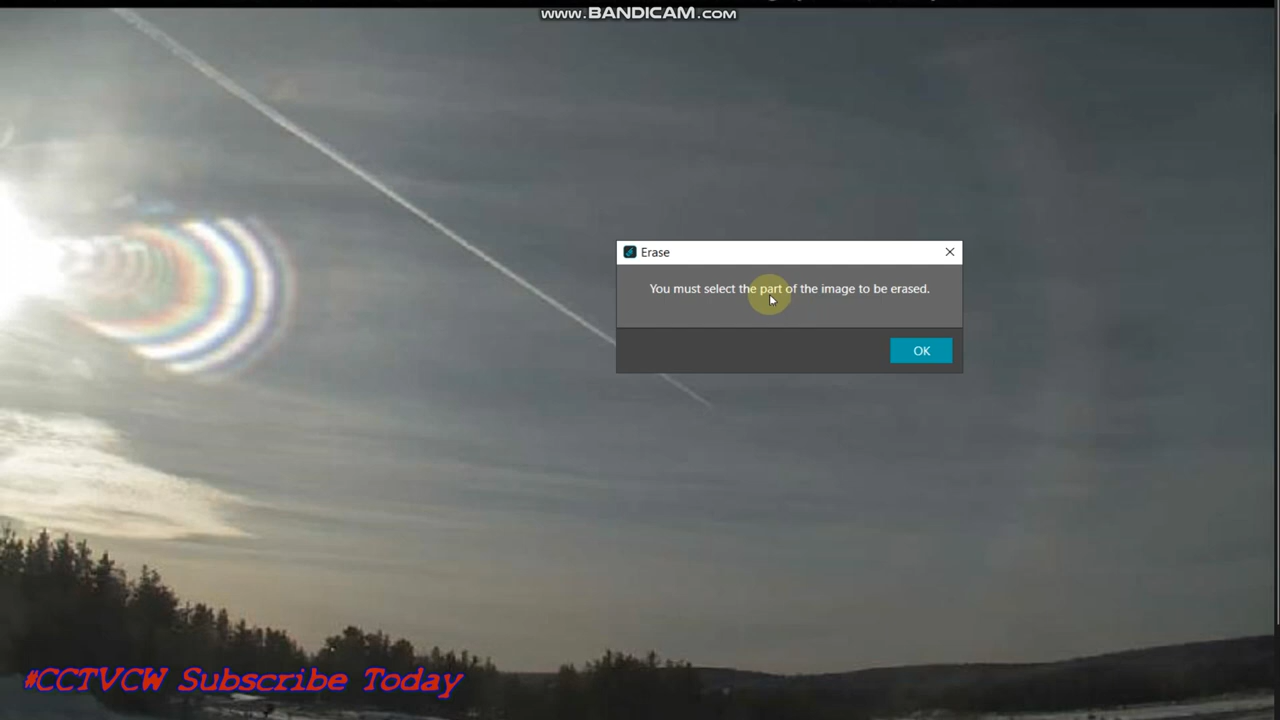 www.BANDICAM.com
Erase
You must select the part of the image to be erased.
OK
#CCTVCW Subscribe Today